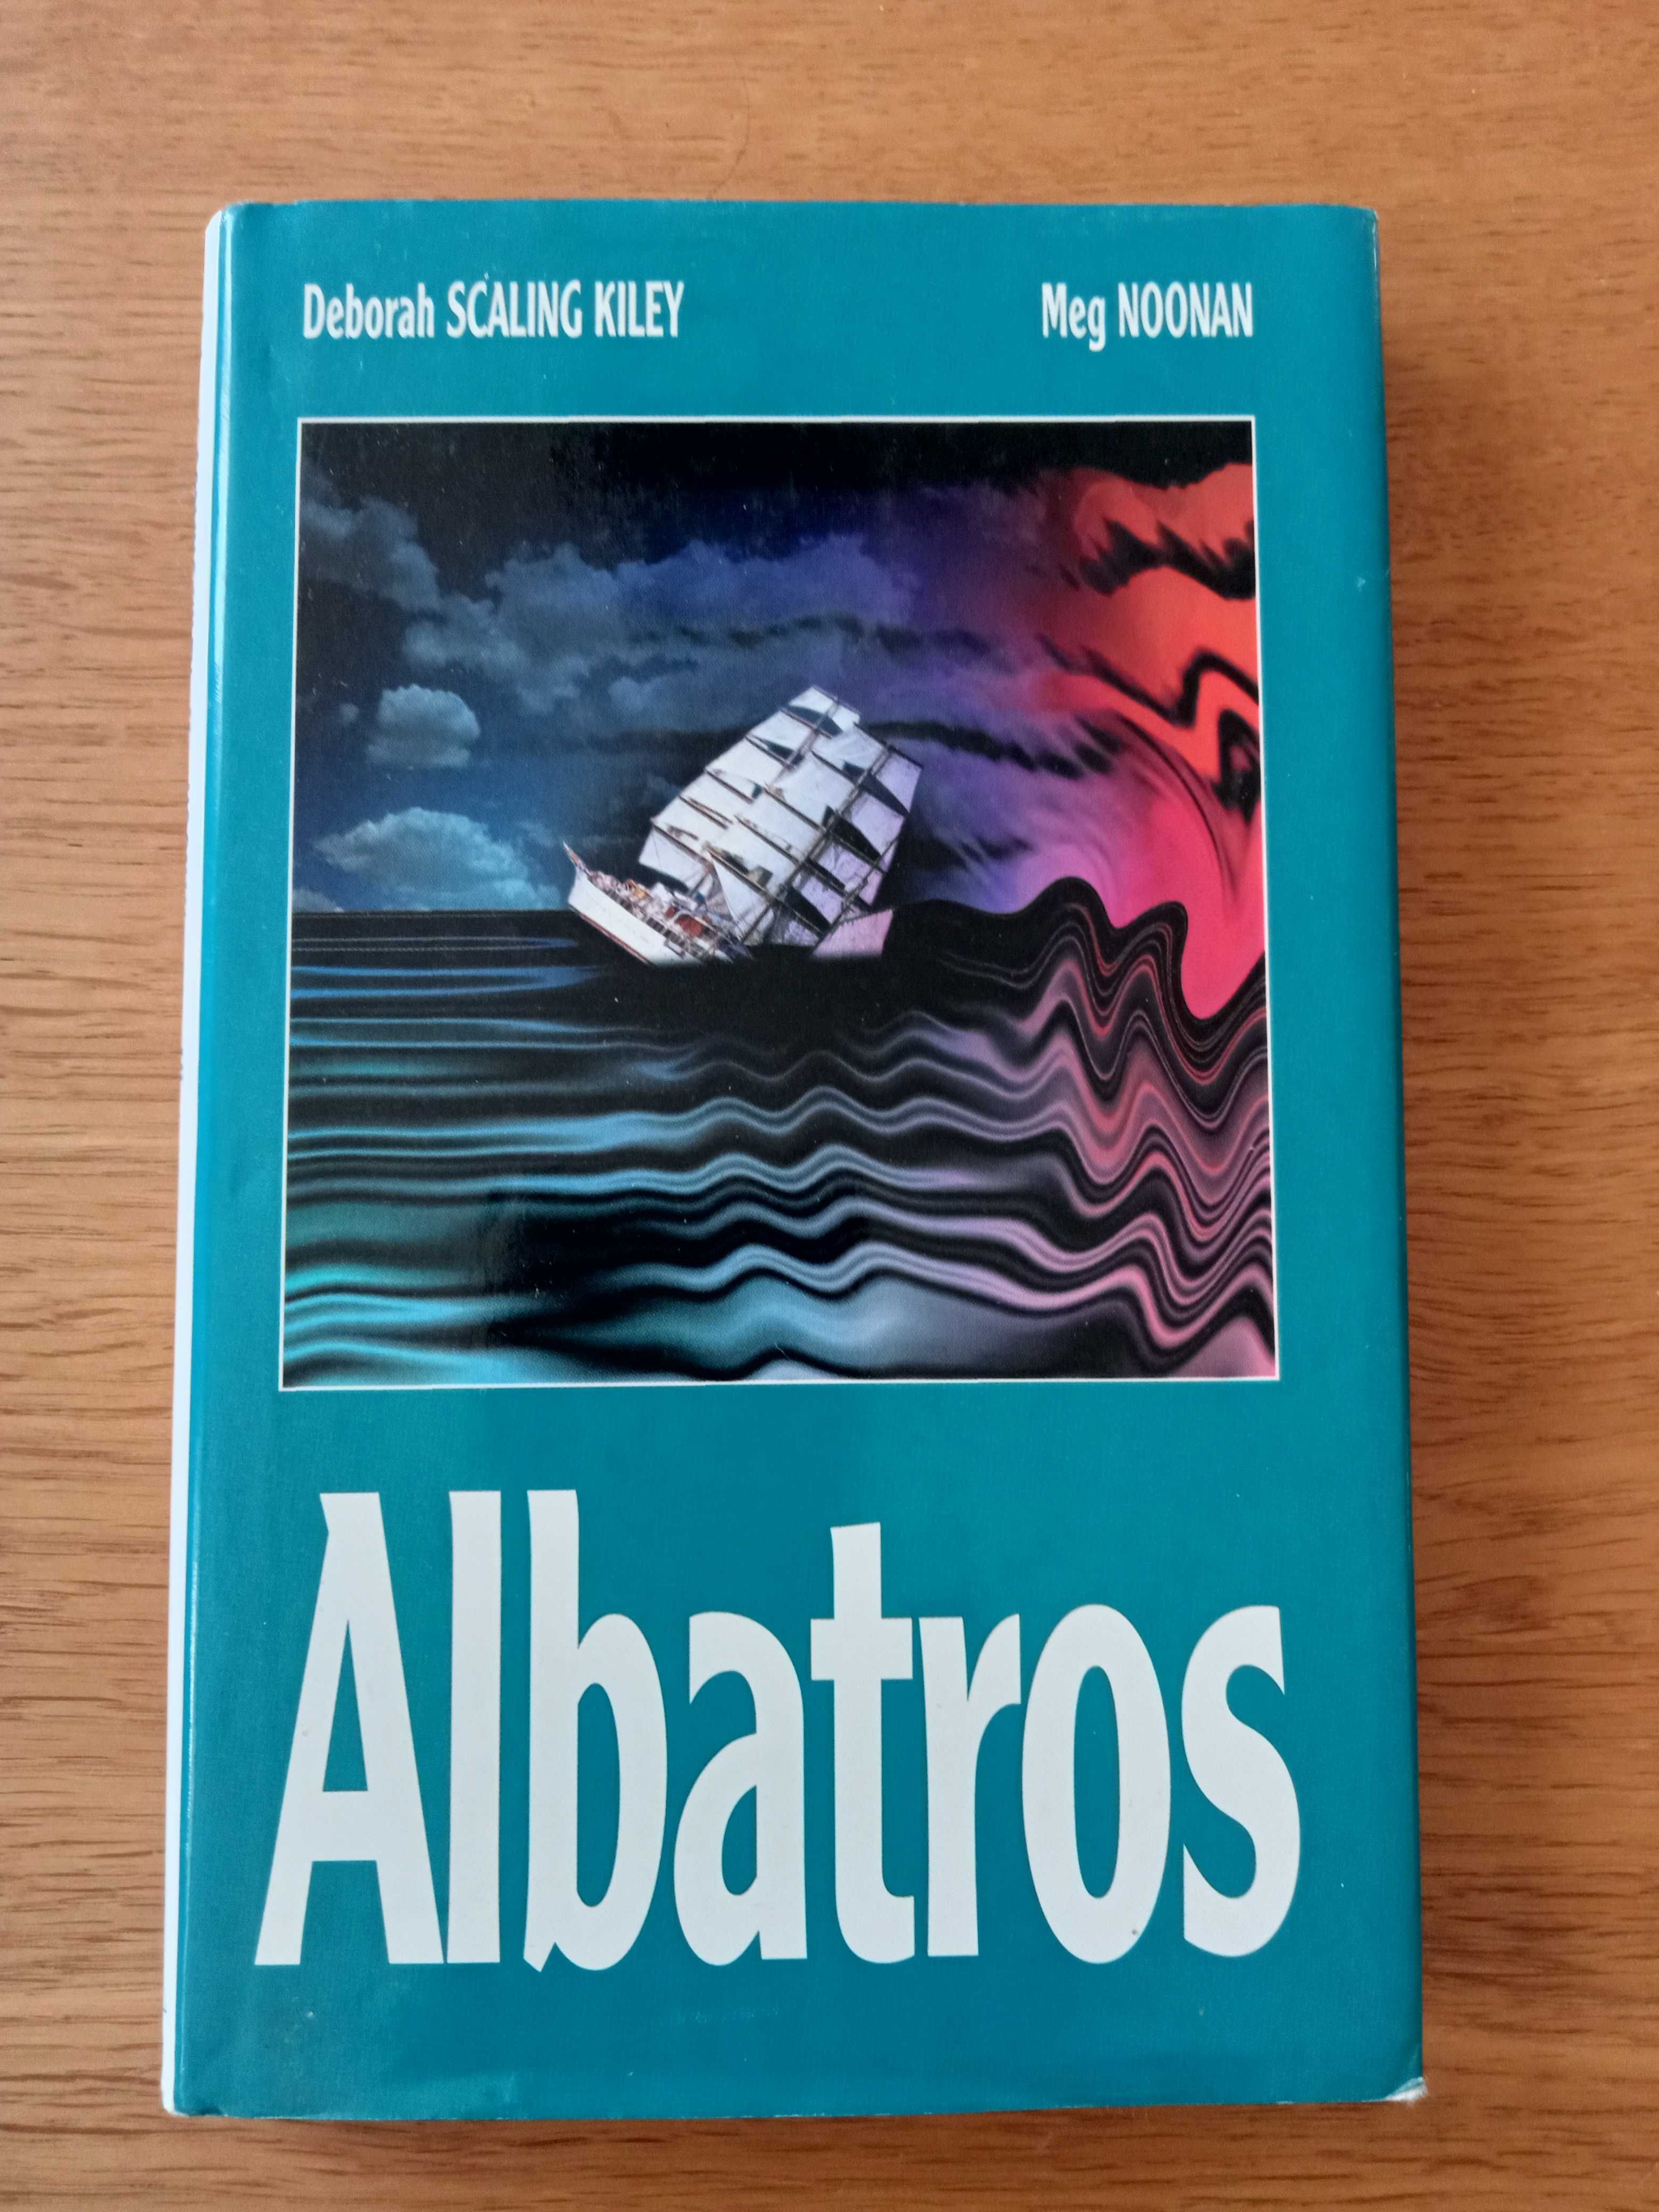 Deborah SCALING KILEY Meg NOONAN
Albatros